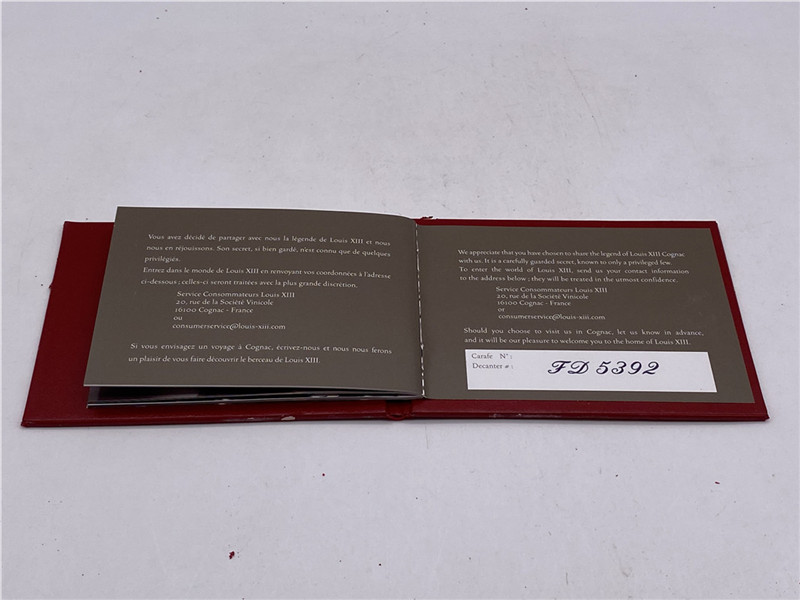 Vous avez décidé de partager avec nous la légende de Louis XIII et nous
nous en réjouissons. Son secret, si bien gardé, n'est connu que de quelques
privilégiés.
Entrez dans le monde de Louis XIII en renvoyant vos coordonnées à l'adresse
ci-dessous; celles-ci seront traitées avec la plus grande discrétion.
Service Consommateurs Louis XIII
20, rue de la Société Vinicole
16100 Cognac - France
ou
consumerservice@louis-xiii.com
Si vous envisagez un voyage à Cognac, écrivez-nous et nous nous ferons
un plaisir de vous faire découvrir le berceau de Louis XIII.
We appreciate that you have chosen to share the legend of Louis XIII Cognac
with us. It is a carefully guarded secret, known to only a privileged few.
To enter the world of Louis XIII, send us your contact information
to the address below; they will be treated in the utmost confidence.
Service Consommateurs Louis XIII
20, rue de la Société Vinicole
16100 Cognac - France
or
consumerservice@louis-xiii.com
Should you choose to visit us in Cognac, let us know in advance,
and it will be our pleasure to welcome you to the home of Louis XIII.
Carafe N° :
Decanter # : FD 5392